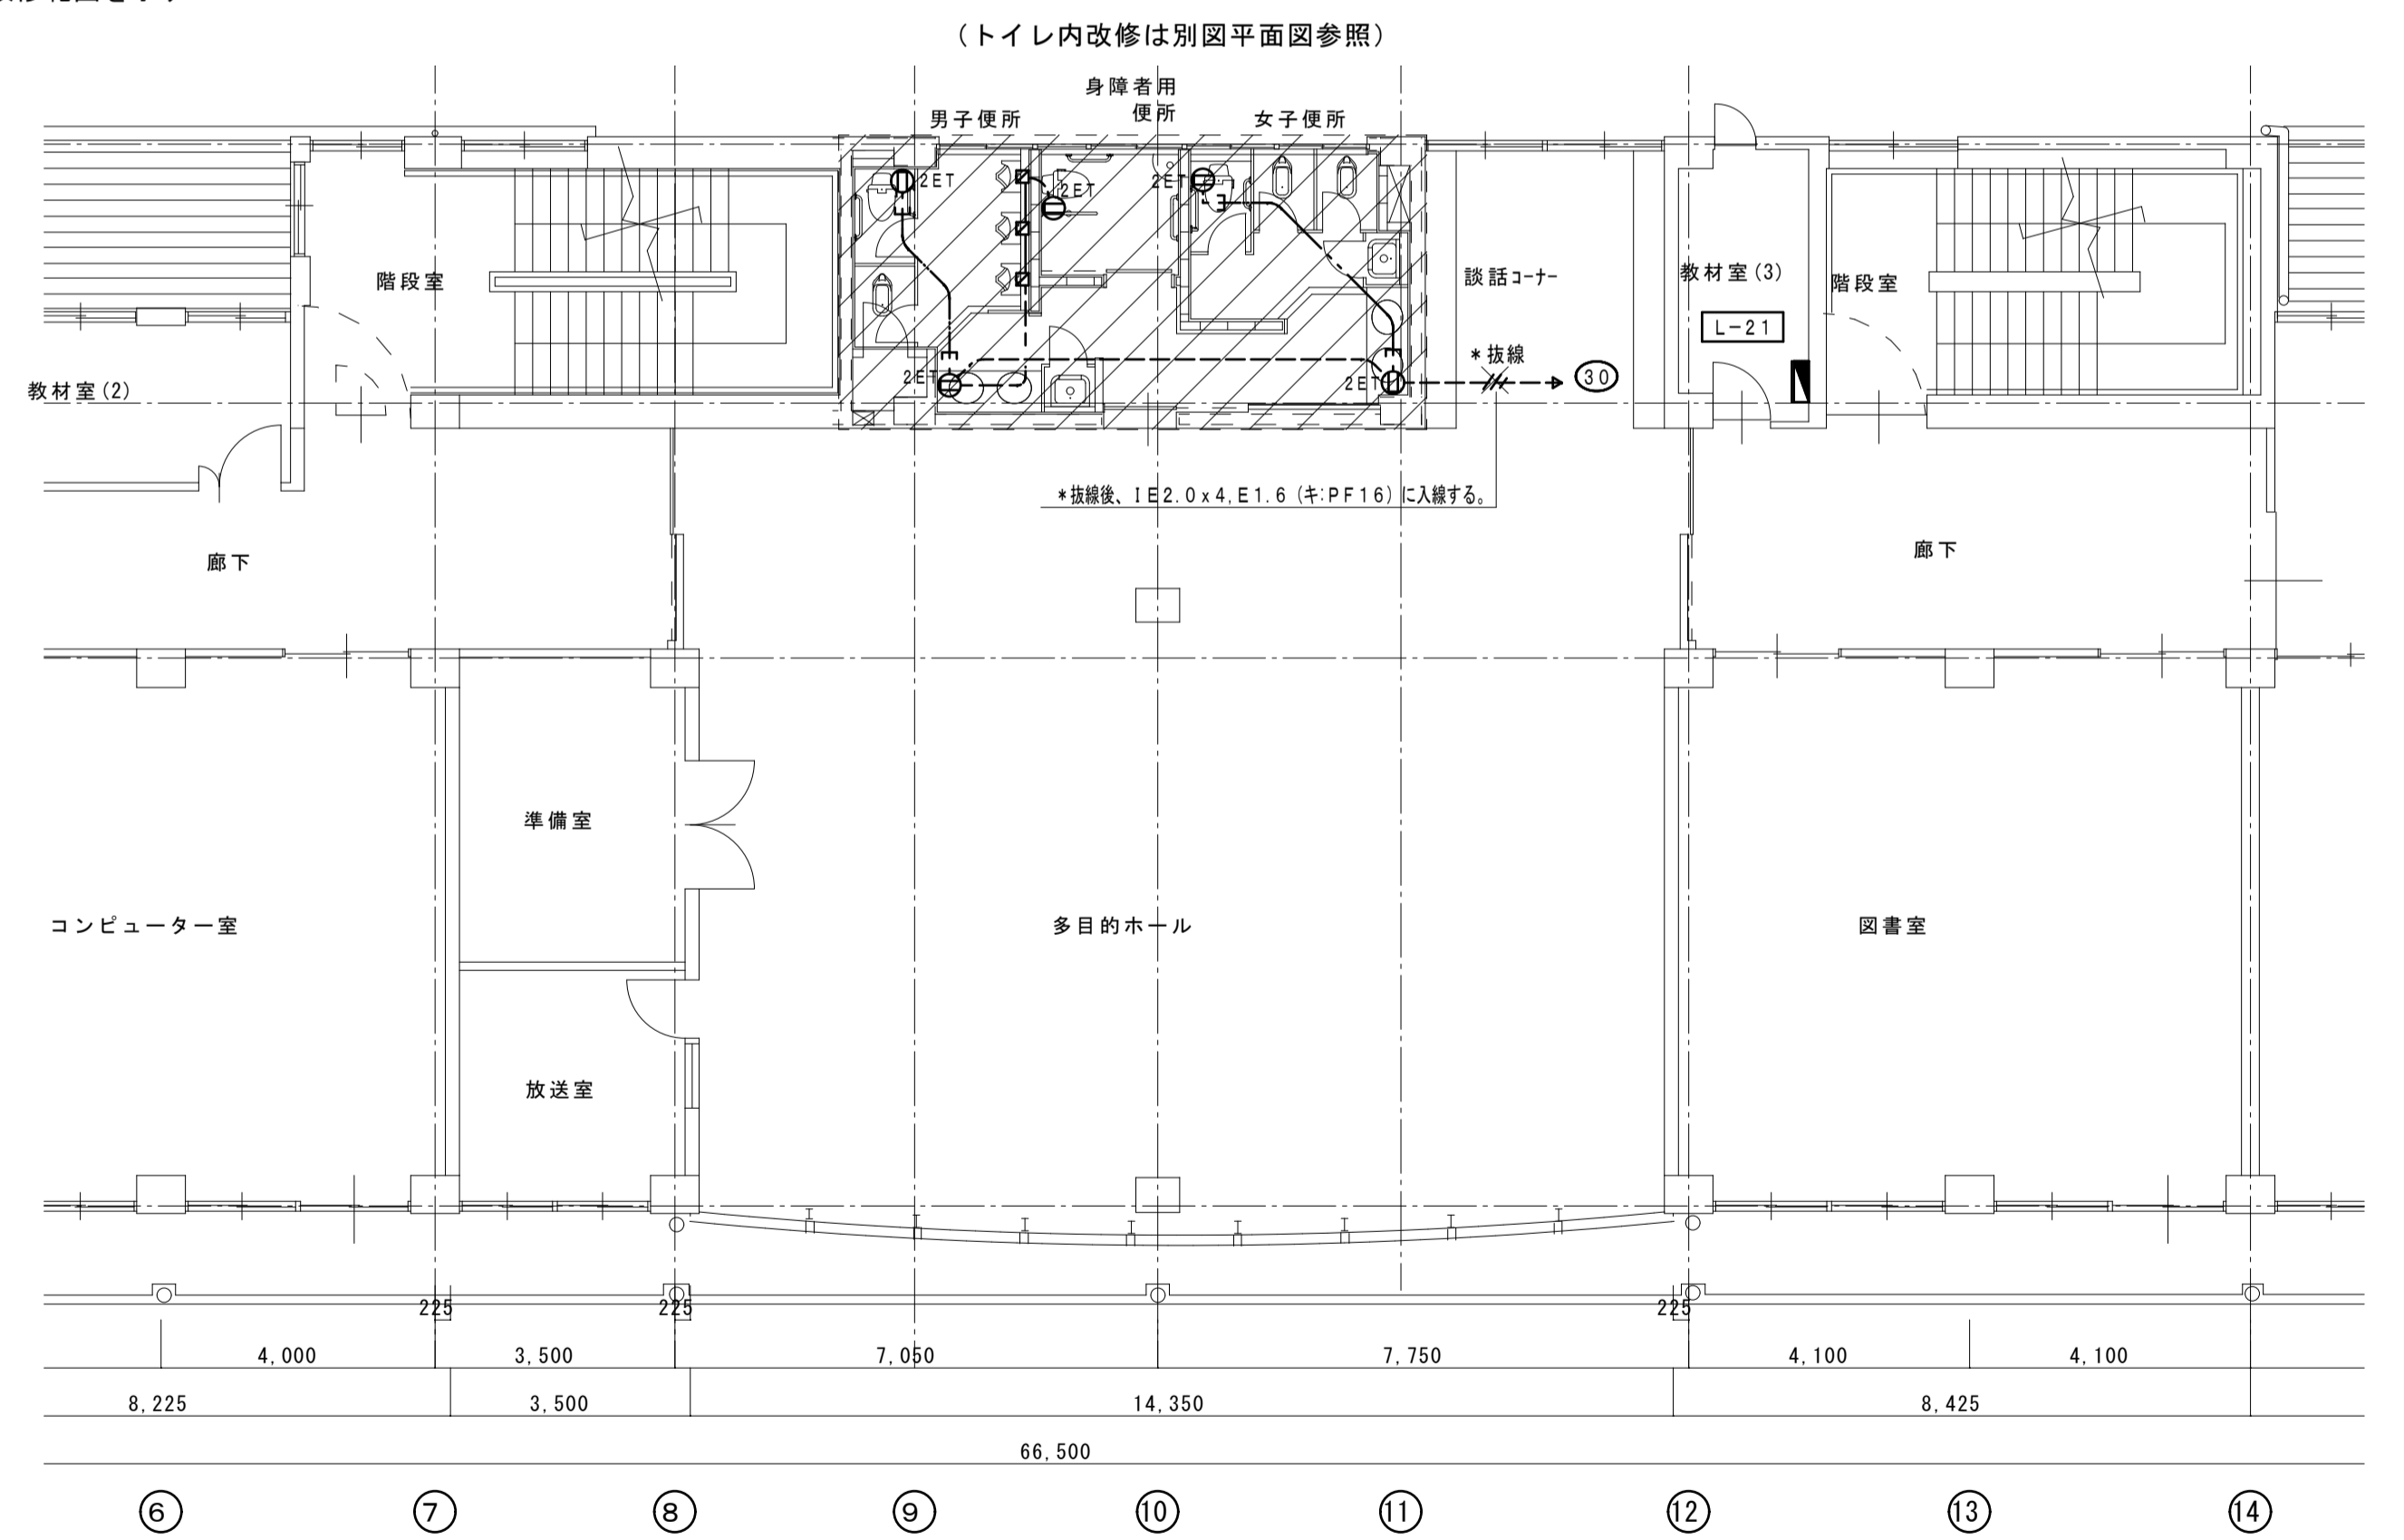 （トイレ内改修は別図平面図参照）
身障者用
便所
男子便所
女子便所
2ET
2ET
2ET
階段室
談話コーナー
教材室(3)
階段室
L-21
＊抜線
30
教材室(2)
2ET
2ET
＊抜線後、IE2.0x4,E1.6（キ:PF16）に入線する。
廊下
廊下
準備室
コンピューター室
多目的ホール
図書室
放送室
225
225
225
4,000
3,500
7,050
7,750
4,100
4,100
8,225
3,500
14,350
8,425
66,500
6
7
8
9
10
11
12
13
14